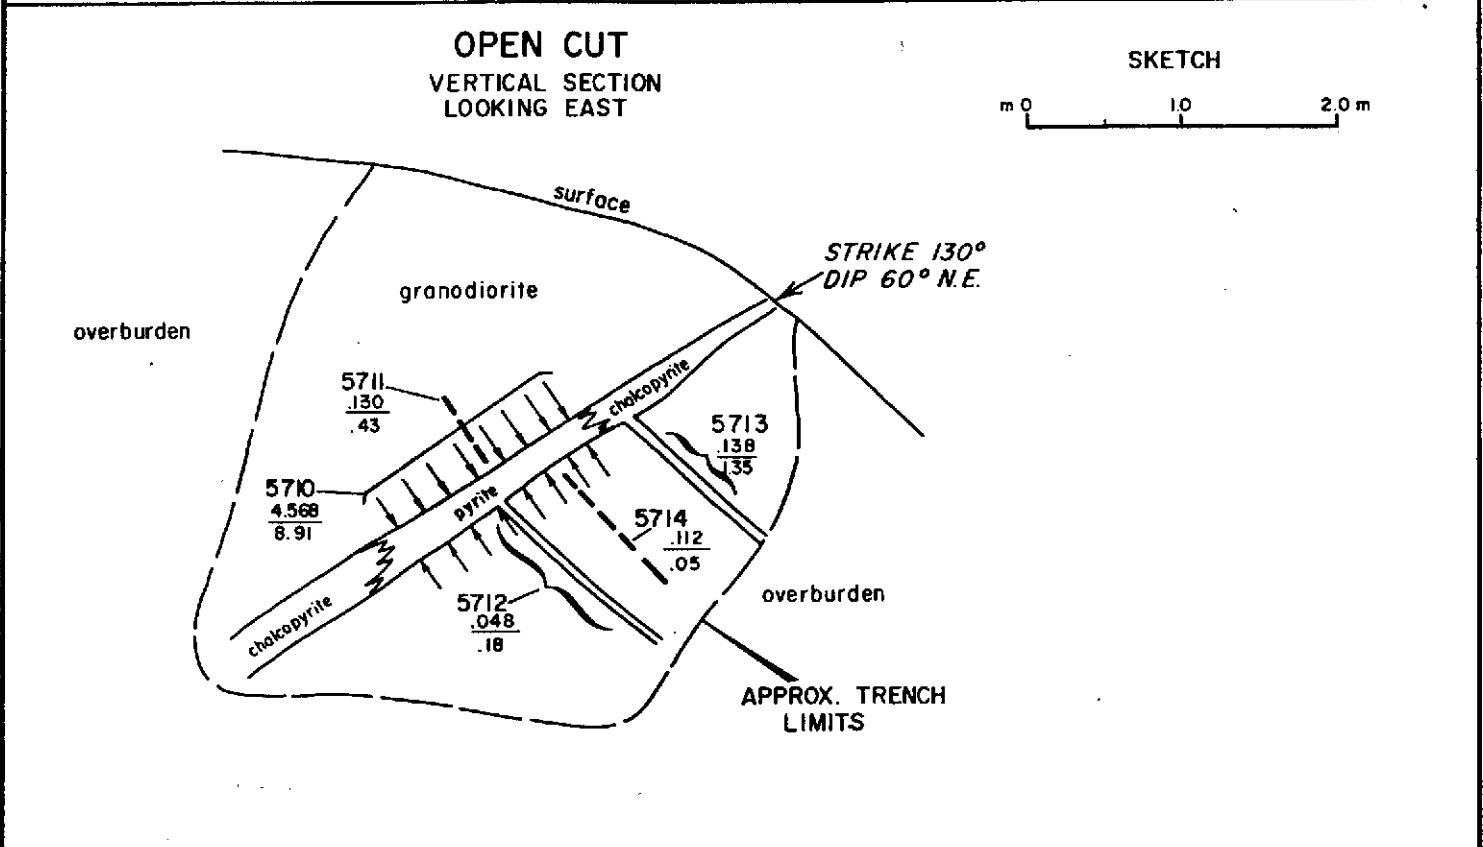 OPEN CUT
VERTICAL SECTION
LOOKING EAST
SKETCH
m 0 1.0 2.0 m
surface
STRIKE 130°
DIP 60° N.E.
granodiorite
overburden
chalcopyrite
5711
.130
.43
5713
.138
1.35
5710
4.568
8.91
pyrite
5714
.112
.05
5712
.048
.18
overburden
chalcopyrite
APPROX. TRENCH
LIMITS